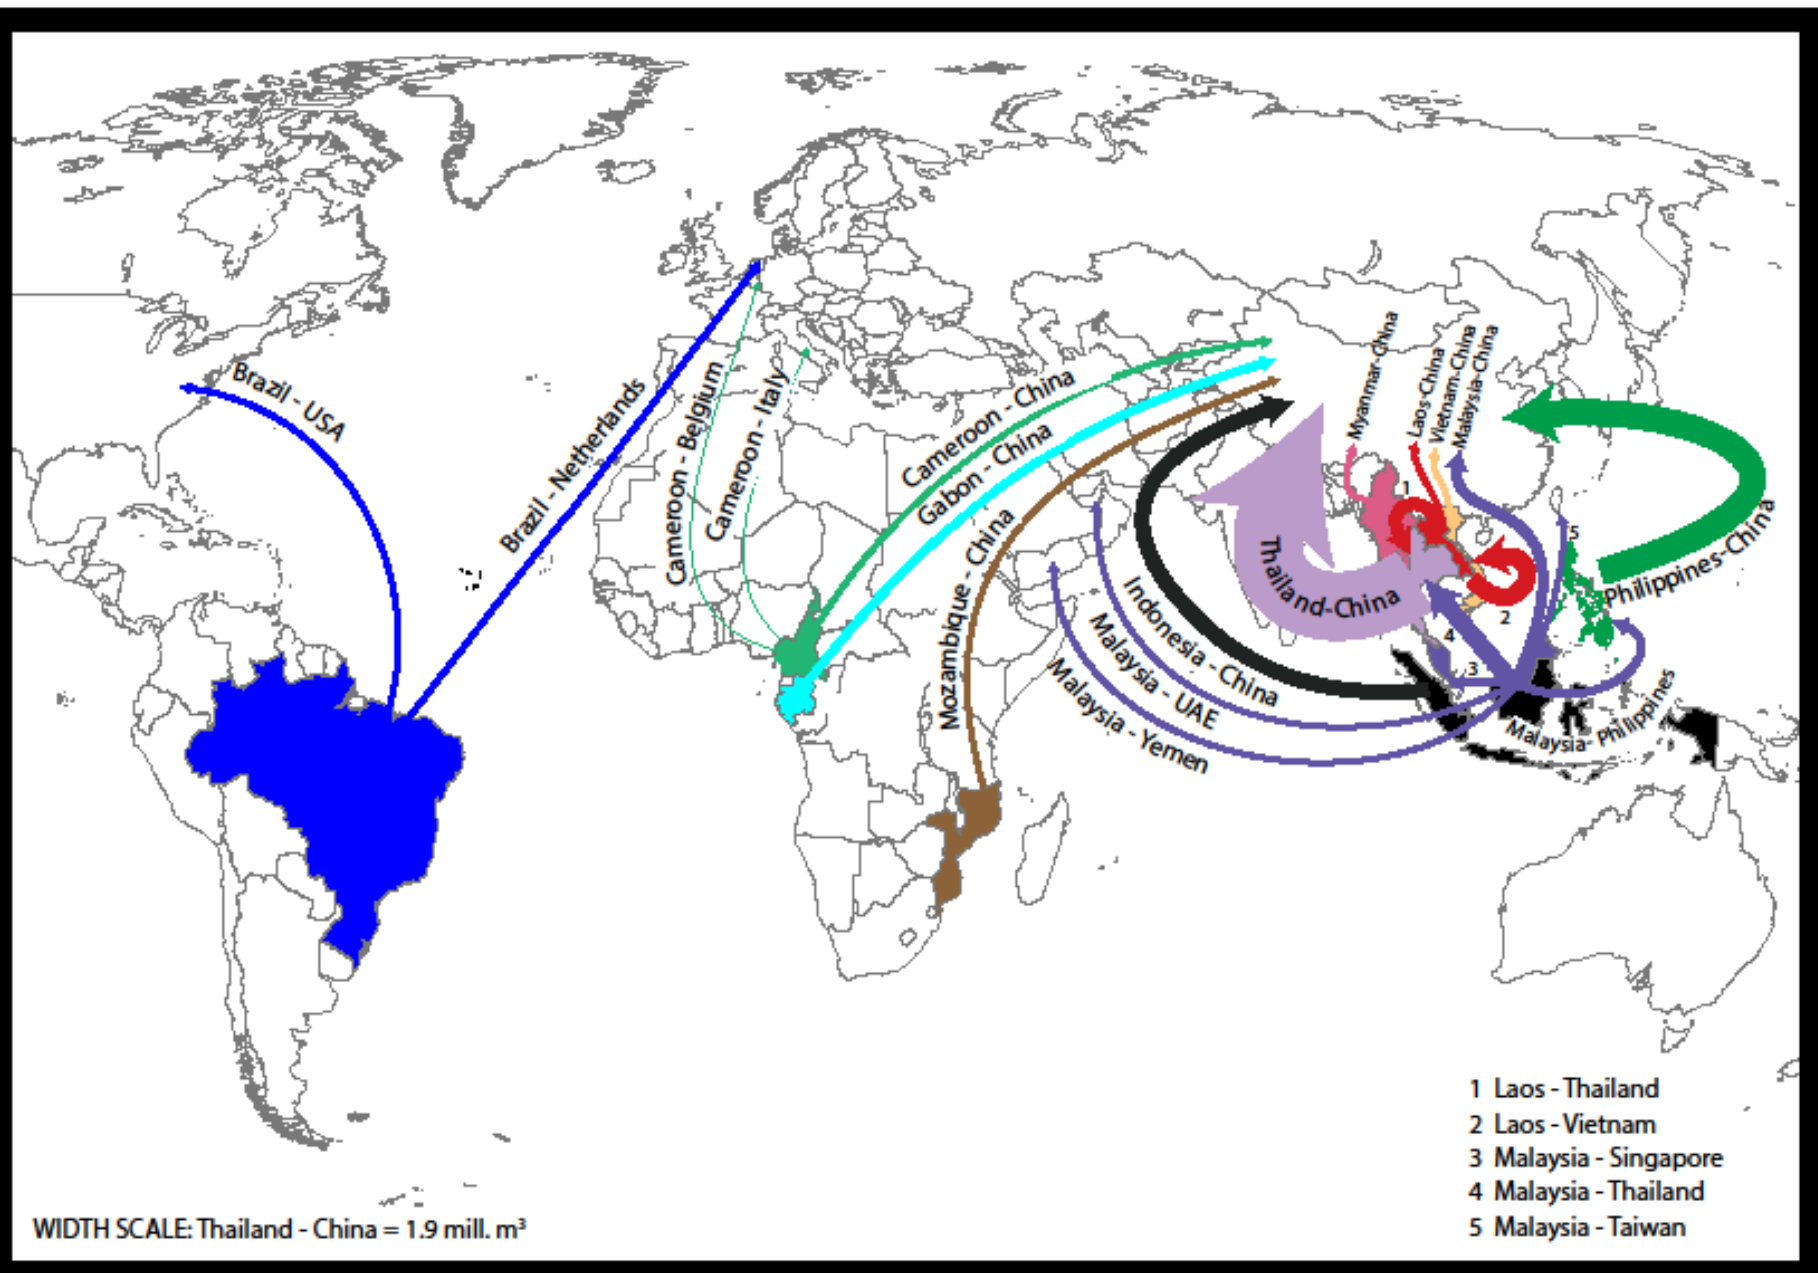 Brazil - USA
Brazil - Netherlands
Cameroon - Belgium
Cameroon - Italy
Cameroon - China
Gabon - China
Mozambique - China
Indonesia - China
Malaysia - UAE
Malaysia - Yemen
Thailand-China
Myanmar-China
Laos-China
Vietnam-China
Malaysia-China
Philippines-China
Malaysia- Philippines
1
2
3
4
5
1 Laos - Thailand
2 Laos - Vietnam
3 Malaysia - Singapore
4 Malaysia - Thailand
5 Malaysia - Taiwan
WIDTH SCALE: Thailand - China = 1.9 mill. m³